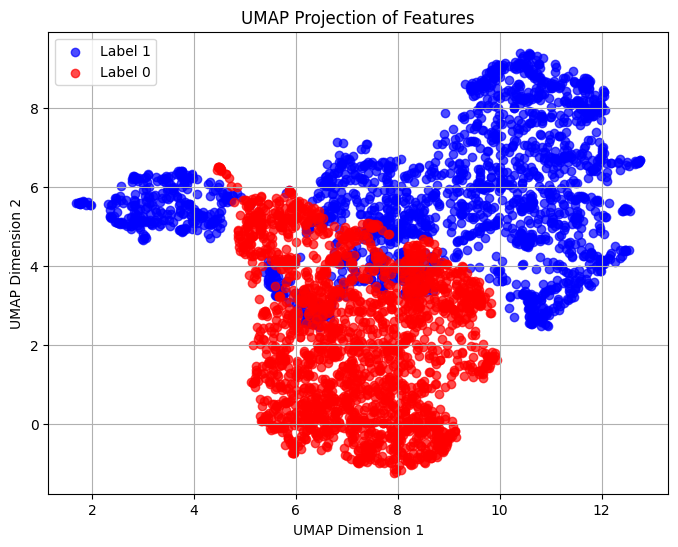 UMAP Projection of Features
Label 1
Label 0
UMAP Dimension 2
8
6
4
2
0
2
4
6
8
10
12
UMAP Dimension 1